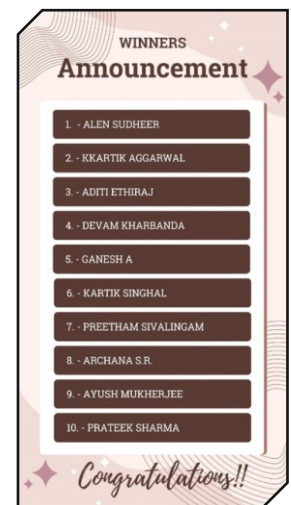 WINNERS
Announcement
1. - ALEN SUDHEER
2. - KKARTIK AGGARWAL
3. - ADITI ETHIRAJ
4. - DEVAM KHARBANDA
5. - GANESH A
6. - KARTIK SINGHAL
7. - PREETHAM SIVALINGAM
8. - ARCHANA S.R.
9. - AYUSH MUKHERJEE
10. - PRATEEK SHARMA
Congratulations!!